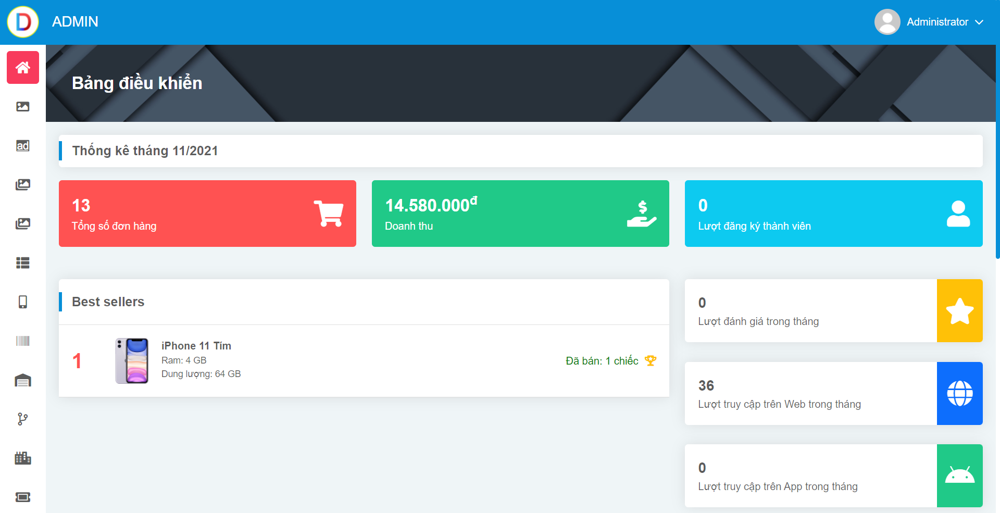 D
ADMIN
Administrator
Bảng điều khiển
ad
Thống kê tháng 11/2021
13
Tổng số đơn hàng
14.580.000đ
Doanh thu
0
Lượt đăng ký thành viên
Best sellers
1
iPhone 11 Tím
Ram: 4 GB
Dung lượng: 64 GB
Đã bán: 1 chiếc
0
Lượt đánh giá trong tháng
36
Lượt truy cập trên Web trong tháng
0
Lượt truy cập trên App trong tháng